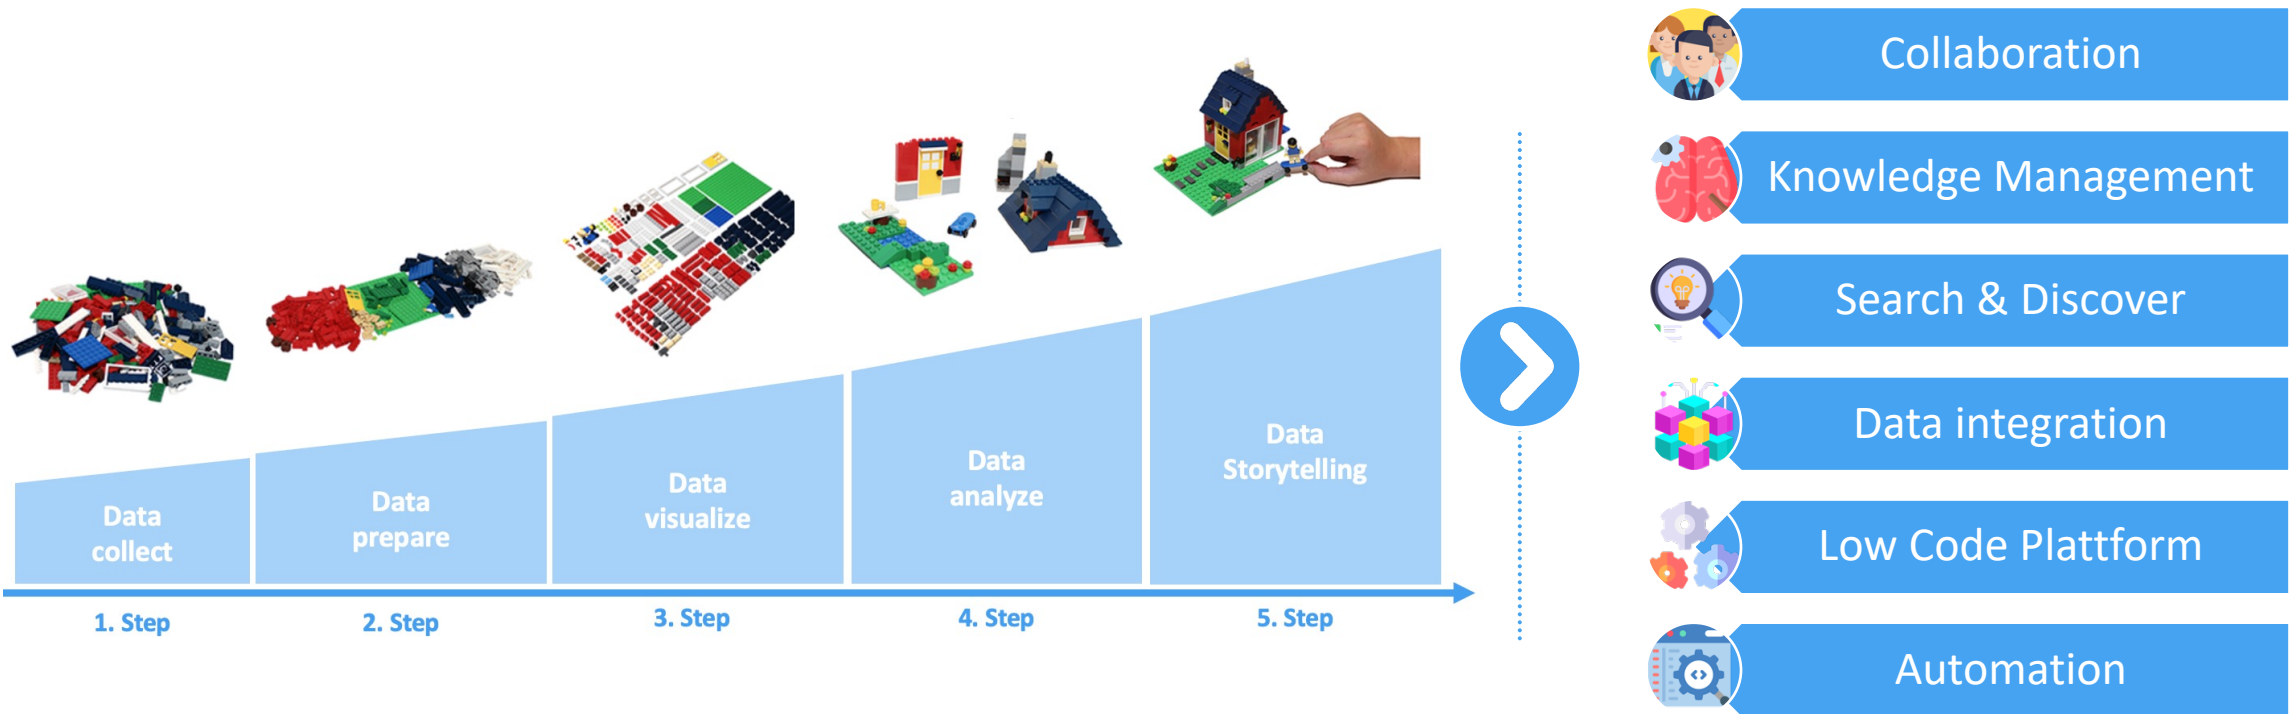 Data
collect
Data
prepare
Data
visualize
Data
analyze
Data
Storytelling
1. Step
2. Step
3. Step
4. Step
5. Step
Collaboration
Knowledge Management
Search & Discover
Data integration
Low Code Plattform
Automation